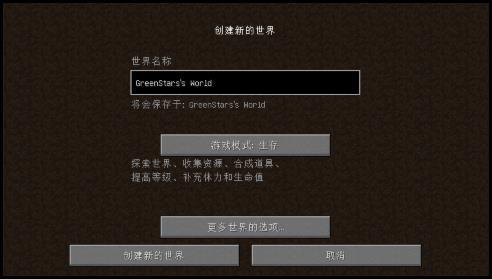 创建新的世界
世界名称
GreenStars's World
将会保存于: GreenStars's World
游戏模式: 生存
探索世界、收集资源、合成道具、
提高等级、补充体力和生命值
更多世界的选项...
创建新的世界
取消